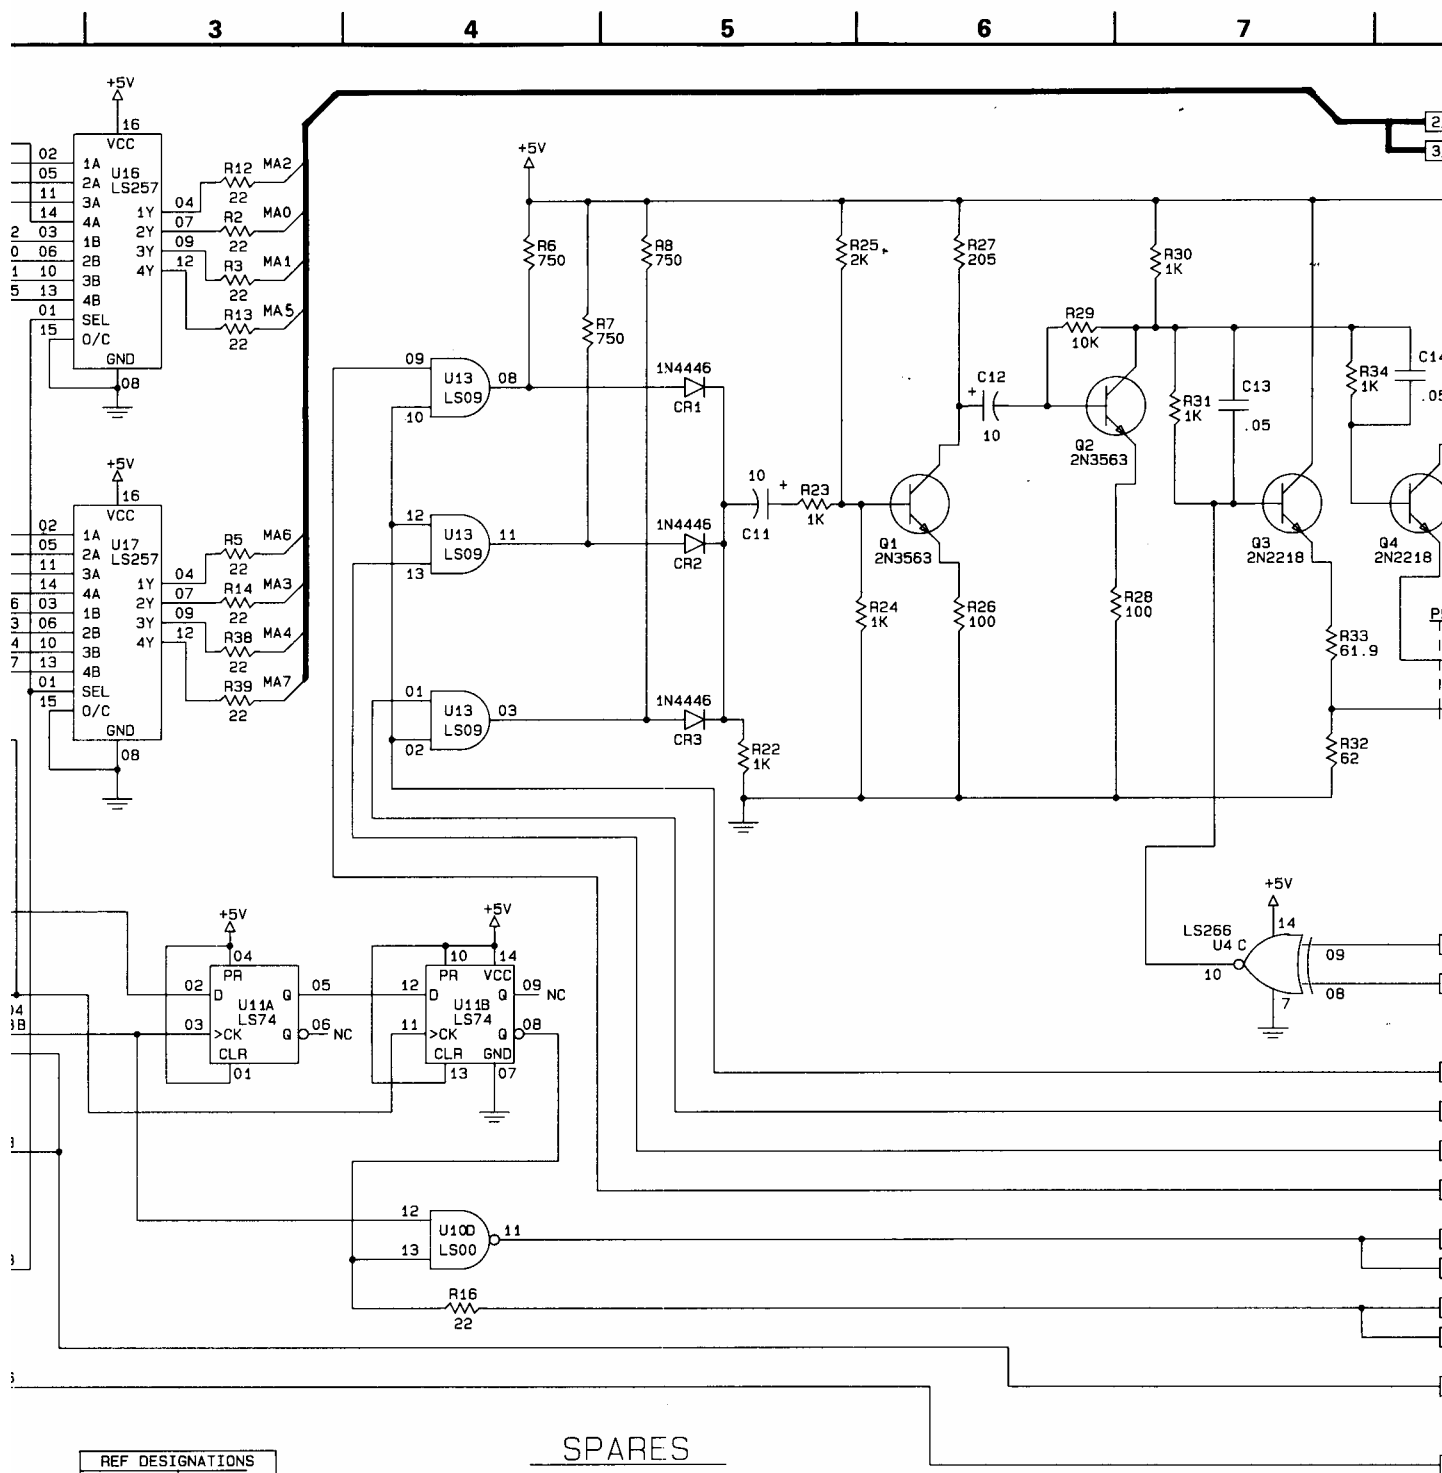 3 4 5 6 7
+5V
16
VCC
U16
LS257
02 1A
05 2A
11 3A
14 4A
03 1B
06 2B
10 3B
13 4B
01 SEL
15 O/C
GND
08
1Y 04
2Y 07
3Y 09
4Y 12
R12
22
MA2
R2
22
MA0
R3
22
MA1
R13
22
MA5
+5V
16
VCC
U17
LS257
02 1A
05 2A
11 3A
14 4A
03 1B
06 2B
10 3B
13 4B
01 SEL
15 O/C
GND
08
1Y 04
2Y 07
3Y 09
4Y 12
R5
22
MA6
R14
22
MA3
R38
22
MA4
R39
22
MA7
+5V
R6
750
R7
750
R8
750
R25
2K
R27
205
R30
1K
09
10
U13
LS09
08
1N4446
CR1
12
13
U13
LS09
11
1N4446
CR2
01
02
U13
LS09
03
1N4446
CR3
R22
1K
10
+
C11
R23
1K
R24
1K
Q1
2N3563
R26
100
C12
+
10
R29
10K
Q2
2N3563
R28
100
R31
1K
C13
.05
Q3
2N2218
R33
61.9
R32
62
R34
1K
C14
.05
Q4
2N2218
2
3
+5V
14
LS266
U4 C
10
09
08
7
+5V
04
PR
02 D
U11A
LS74
Q 05
03 >CK
Q 06 NC
CLR
01
+5V
10 14
PR VCC
12 D
U11B
LS74
Q 09 NC
11 >CK
Q 08
CLR GND
13 07
12
13
U10D
LS00
11
R16
22
REF DESIGNATIONS
SPARES